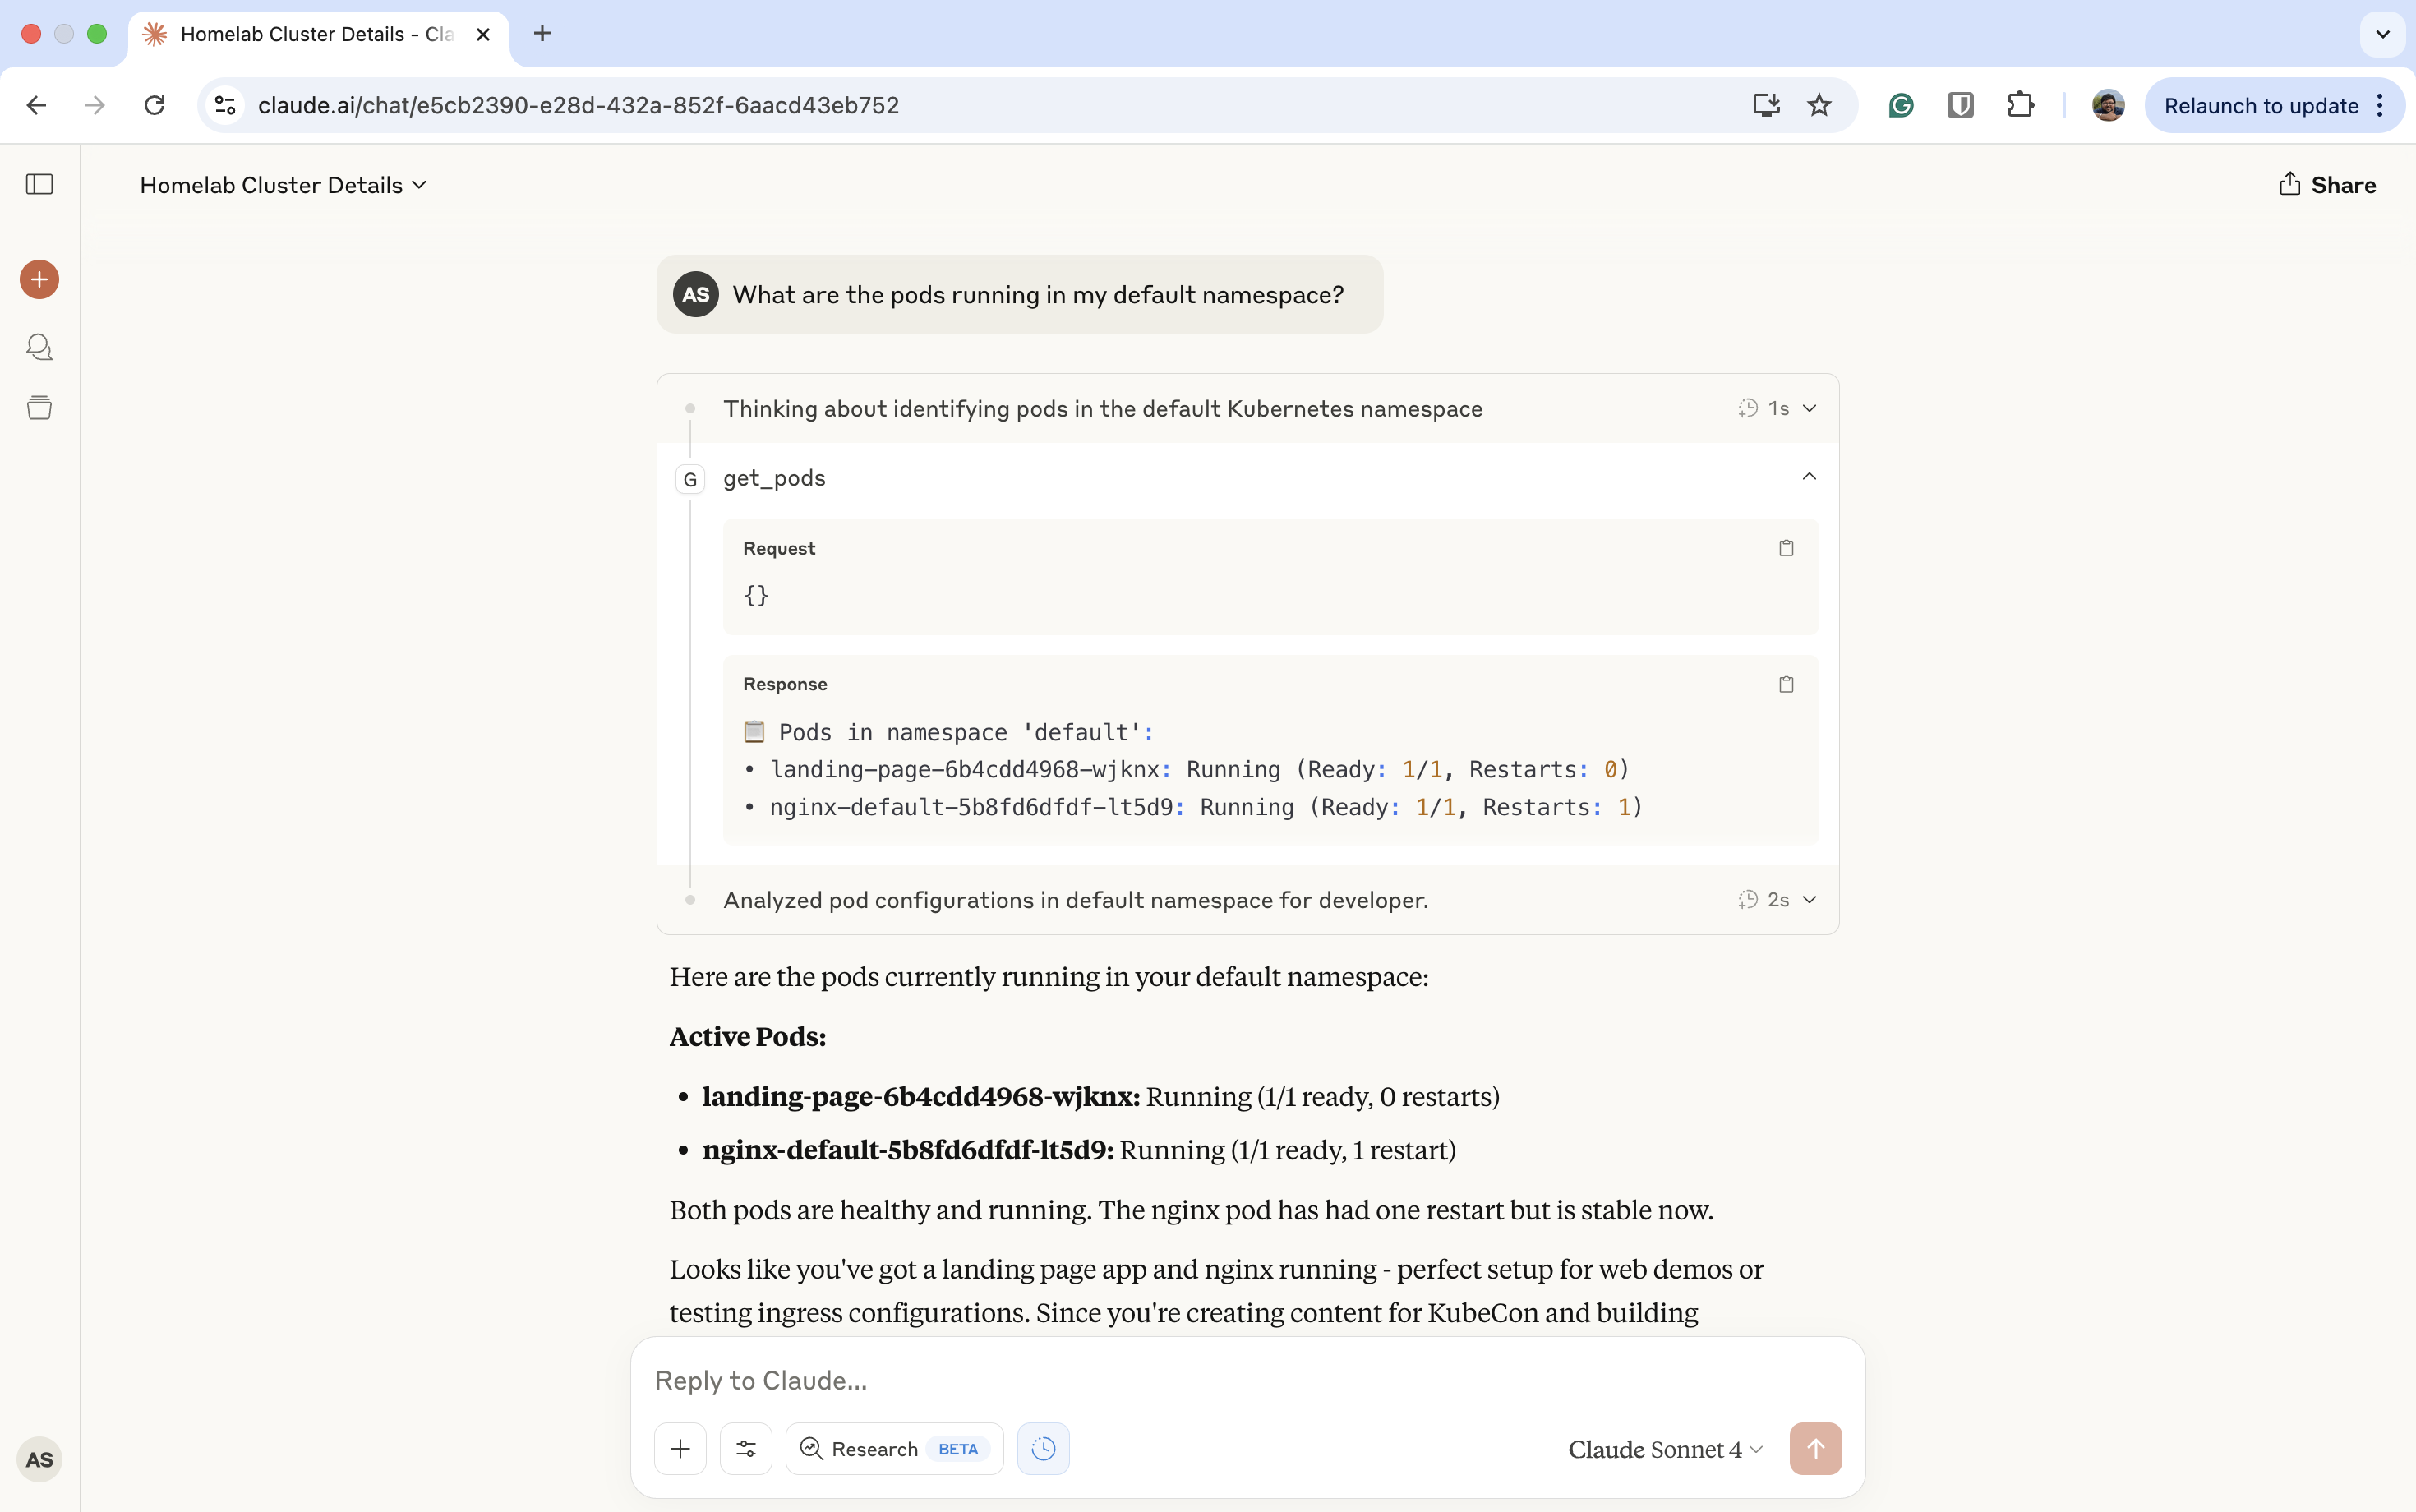 Homelab Cluster Details - Cla
claude.ai/chat/e5cb2390-e28d-432a-852f-6aacd43eb752
Relaunch to update
Homelab Cluster Details
Share
AS
What are the pods running in my default namespace?
Thinking about identifying pods in the default Kubernetes namespace
1s
G
get_pods
Request
{}
Response
Pods in namespace 'default':
• landing-page-6b4cdd4968-wjknx: Running (Ready: 1/1, Restarts: 0)
• nginx-default-5b8fd6dfdf-lt5d9: Running (Ready: 1/1, Restarts: 1)
Analyzed pod configurations in default namespace for developer.
2s
Here are the pods currently running in your default namespace:
Active Pods:
• landing-page-6b4cdd4968-wjknx: Running (1/1 ready, 0 restarts)
• nginx-default-5b8fd6dfdf-lt5d9: Running (1/1 ready, 1 restart)
Both pods are healthy and running. The nginx pod has had one restart but is stable now.
Looks like you've got a landing page app and nginx running - perfect setup for web demos or
testing ingress configurations. Since you're creating content for KubeCon and building
Reply to Claude...
Research BETA
Claude Sonnet 4
AS